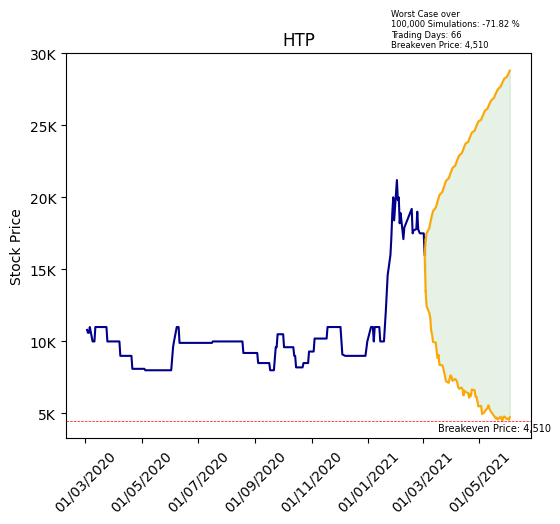 Worst Case over
100,000 Simulations: -71.82 %
Trading Days: 66
Breakeven Price: 4,510
HTP
30K
25K
20K
15K
10K
5K
Stock Price
Breakeven Price: 4,510
01/03/2020
01/05/2020
01/07/2020
01/09/2020
01/11/2020
01/01/2021
01/03/2021
01/05/2021